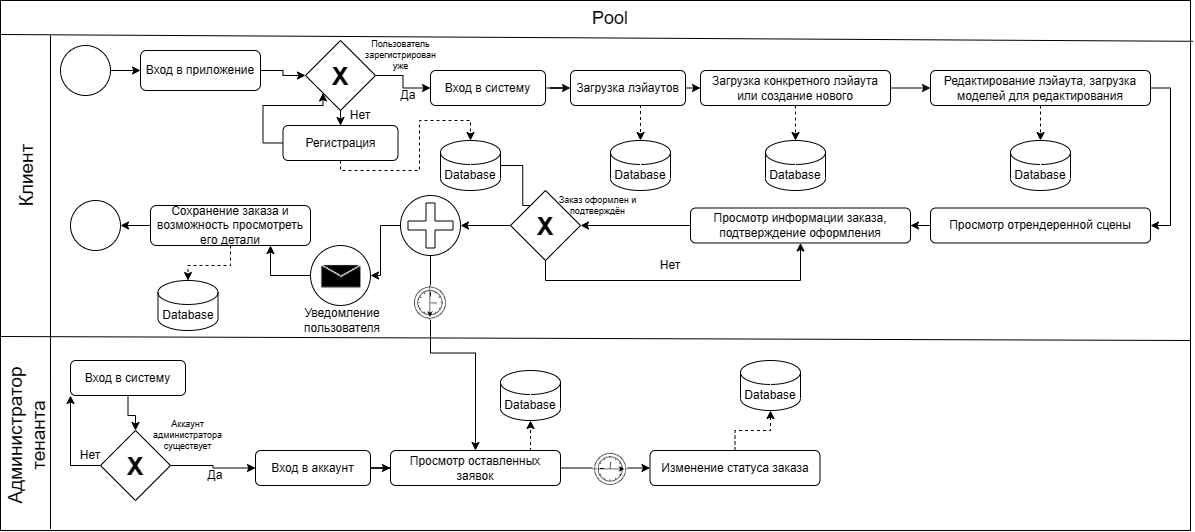 Pool
Клиент
Вход в приложение
X
Пользователь
зарегистрирован
уже
Да
Нет
Регистрация
Вход в систему
Загрузка лэйаутов
Загрузка конкретного лэйаута
или создание нового
Редактирование лэйаута, загрузка
моделей для редактирования
Database
Database
Database
Database
Сохранение заказа и
возможность просмотреть
его детали
Заказ оформлен и
подтверждён
X
Просмотр информации заказа,
подтверждение оформления
Просмотр отрендеренной сцены
Нет
Database
Уведомление
пользователя
Администратор
тенанта
Вход в систему
Аккаунт
администратора
существует
X
Нет
Да
Вход в аккаунт
Просмотр оставленных
заявок
Database
Изменение статуса заказа
Database